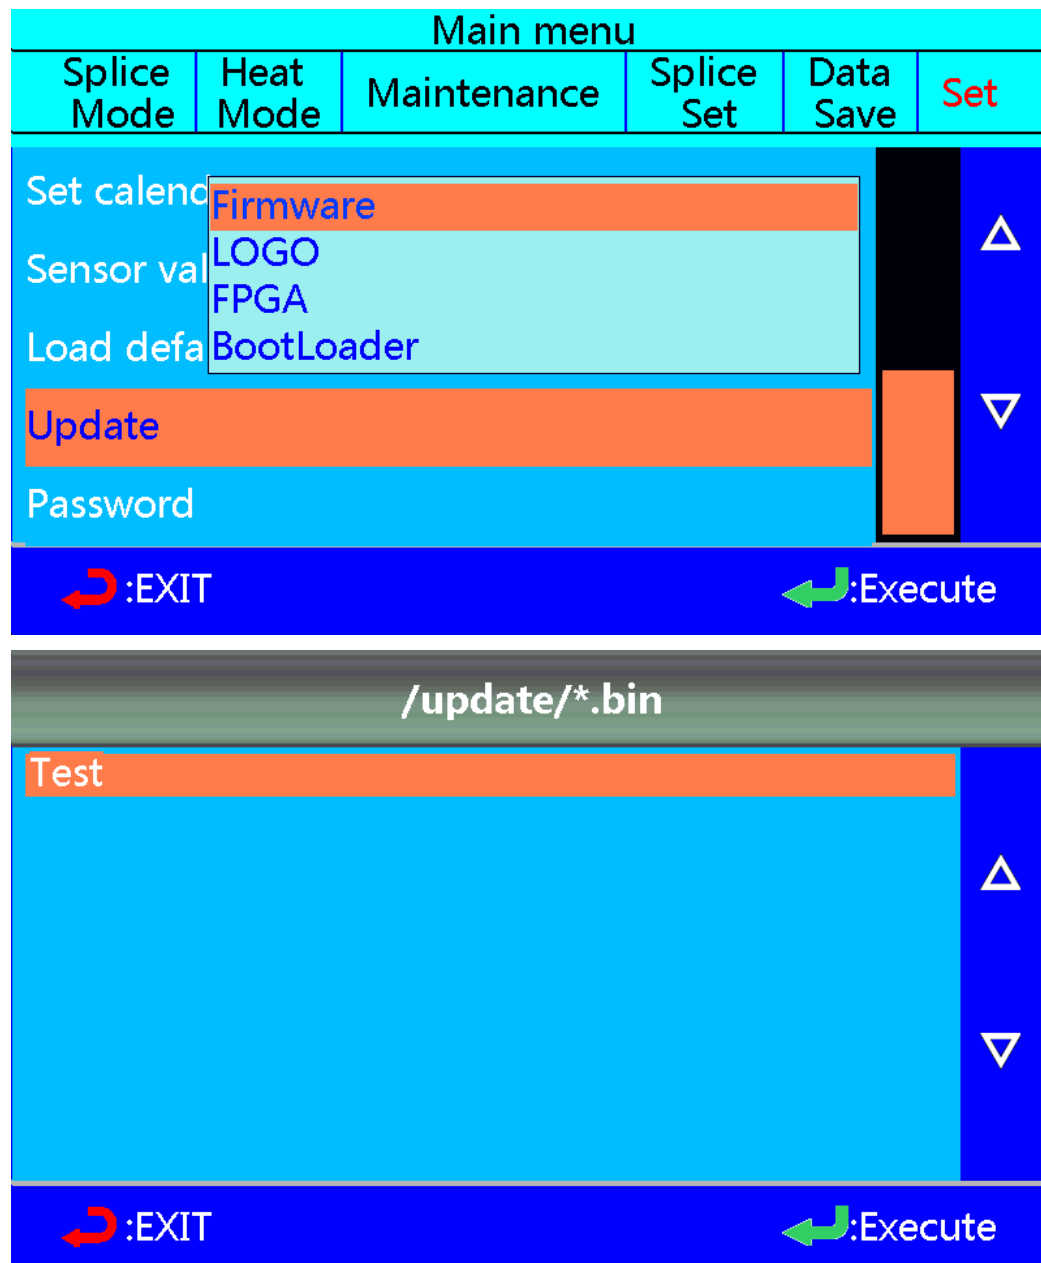 Main menu
Splice Mode
Heat Mode
Maintenance
Splice Set
Data Save
Set
Set calend
Firmware
LOGO
Sensor val
FPGA
Load defa
BootLoader
Update
Password
:EXIT
:Execute
/update/*.bin
Test
:EXIT
:Execute